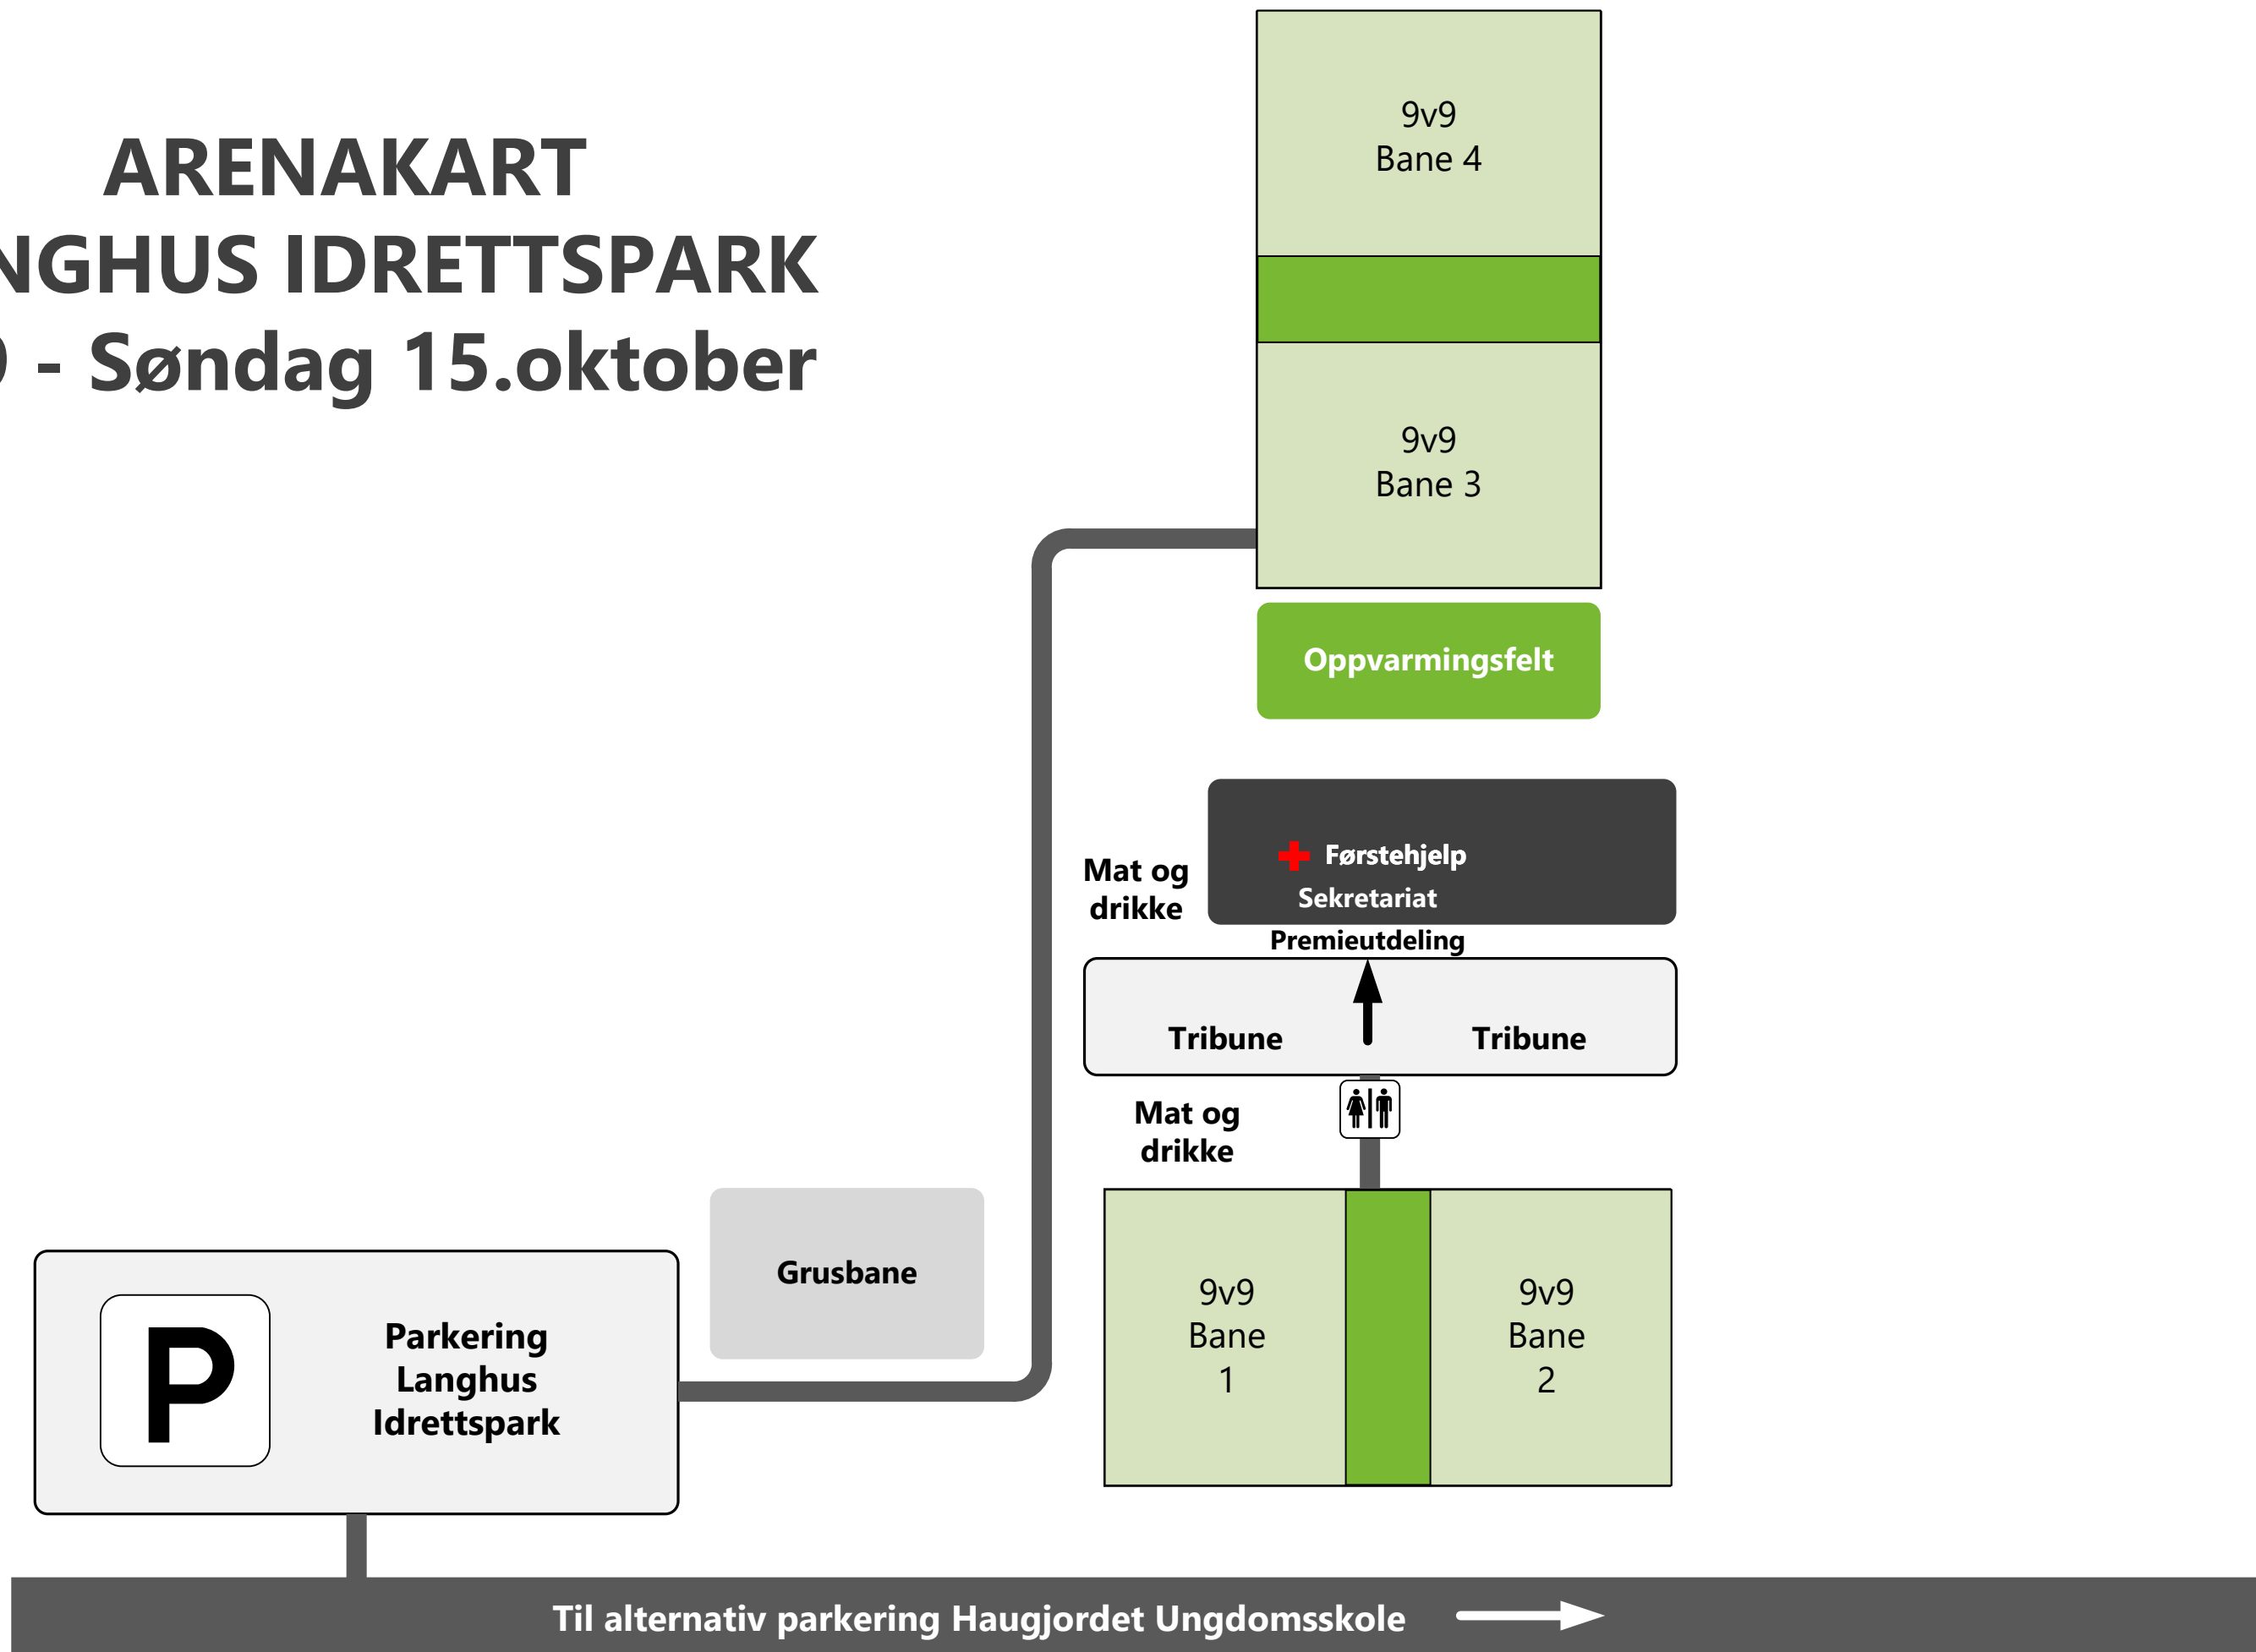 ARENAKART
NGHUS IDRETTSPARK
- Søndag 15.oktober
9v9
Bane 4
9v9
Bane 3
Oppvarmingsfelt
Førstehjelp
Sekretariat
Mat og
drikke
Premieutdeling
Tribune
Tribune
Mat og
drikke
Grusbane
9v9
Bane
1
9v9
Bane
2
P
Parkering
Langhus
Idrettspark
Til alternativ parkering Haugjordet Ungdomsskole